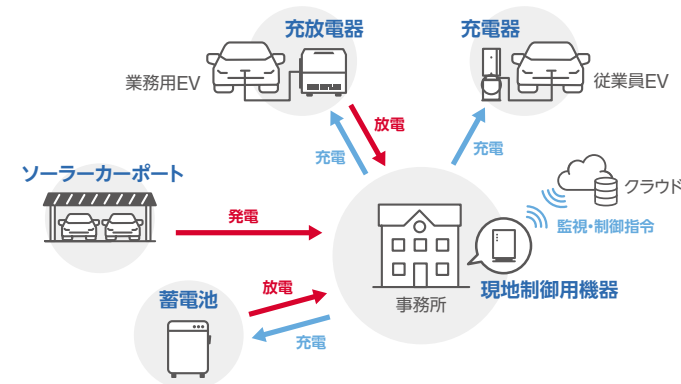 充放電器
充電器
業務用EV
従業員EV
放電
充電
充電
ソーラーカーポート
クラウド
発電
監視・制御指令
放電
蓄電池
現地制御用機器
事務所
充電